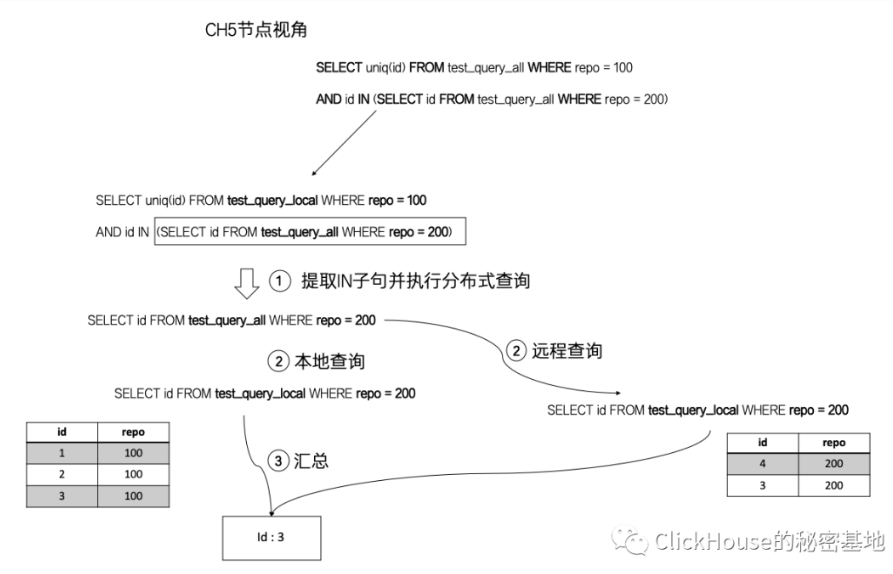 CH5节点视角
SELECT uniq(id) FROM test_query_all WHERE repo = 100
AND id IN (SELECT id FROM test_query_all WHERE repo = 200)
SELECT uniq(id) FROM test_query_local WHERE repo = 100
AND id IN (SELECT id FROM test_query_all WHERE repo = 200)
① 提取IN子句并执行分布式查询
SELECT id FROM test_query_all WHERE repo = 200
② 本地查询
② 远程查询
SELECT id FROM test_query_local WHERE repo = 200
SELECT id FROM test_query_local WHERE repo = 200
id repo
1 100
2 100
3 100
id repo
4 200
3 200
③ 汇总
Id : 3
ClickHouse的秘密基地